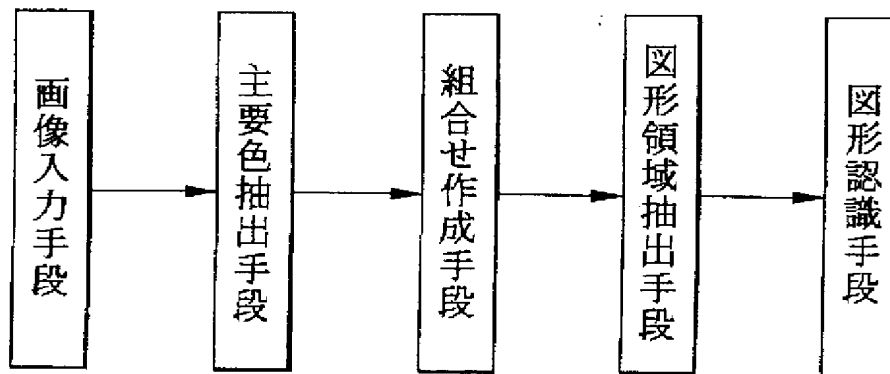 画像入力手段
主要色抽出手段
組合せ作成手段
図形領域抽出手段
図形認識手段